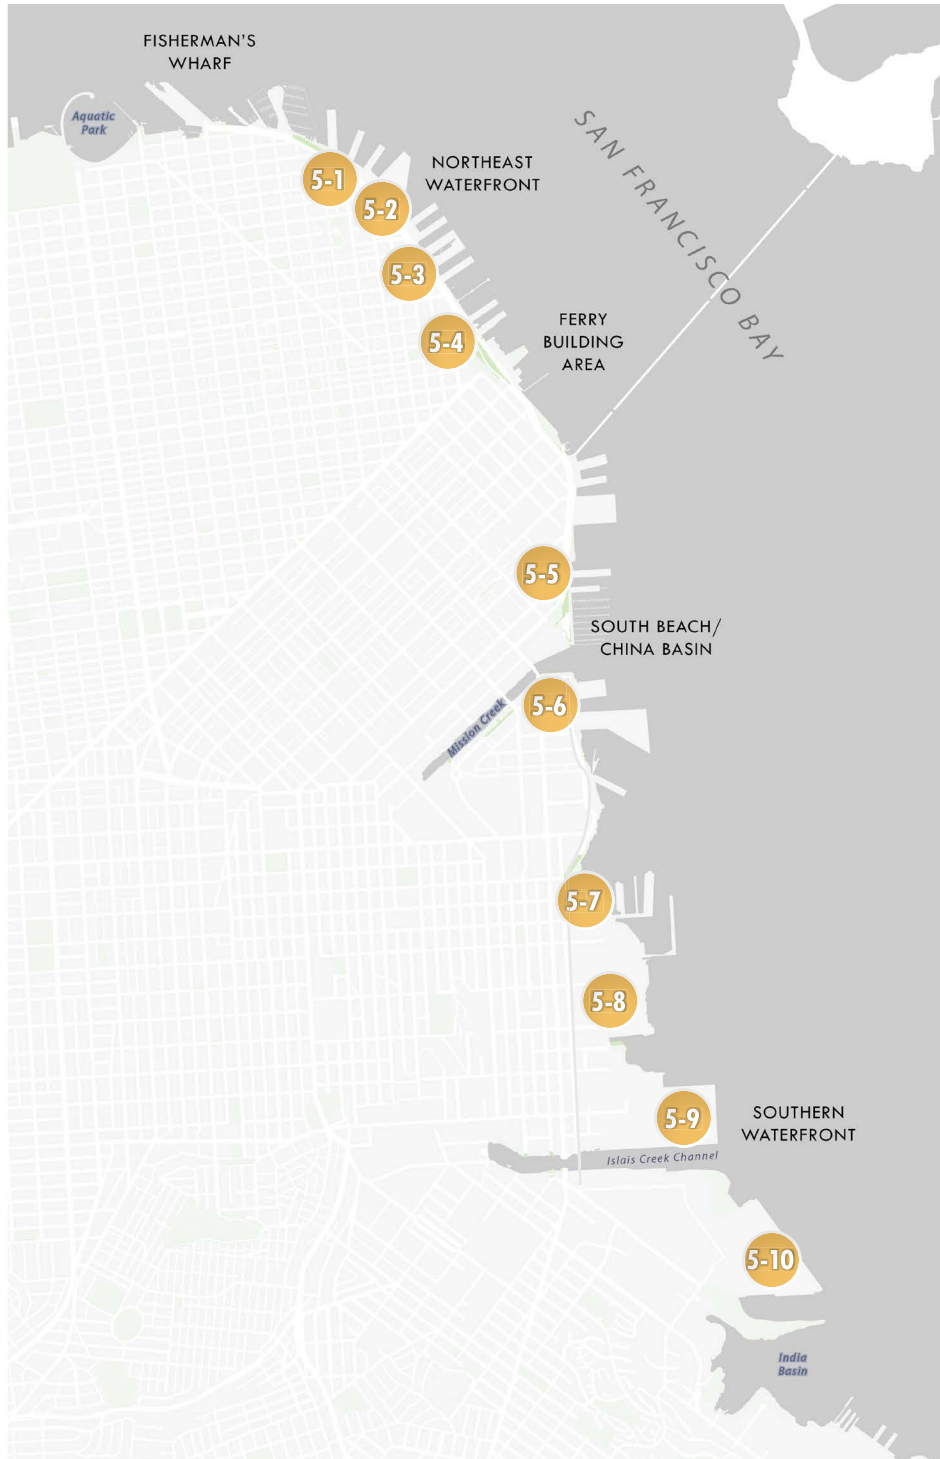 FISHERMAN'S
WHARF
Aquatic
Park
SAN FRANCISCO BAY
NORTHEAST
WATERFRONT
5-1
5-2
5-3
5-4
FERRY
BUILDING
AREA
5-5
SOUTH BEACH/
CHINA BASIN
5-6
Mission Creek
5-7
5-8
5-9
SOUTHERN
WATERFRONT
Islais Creek Channel
5-10
India
Basin